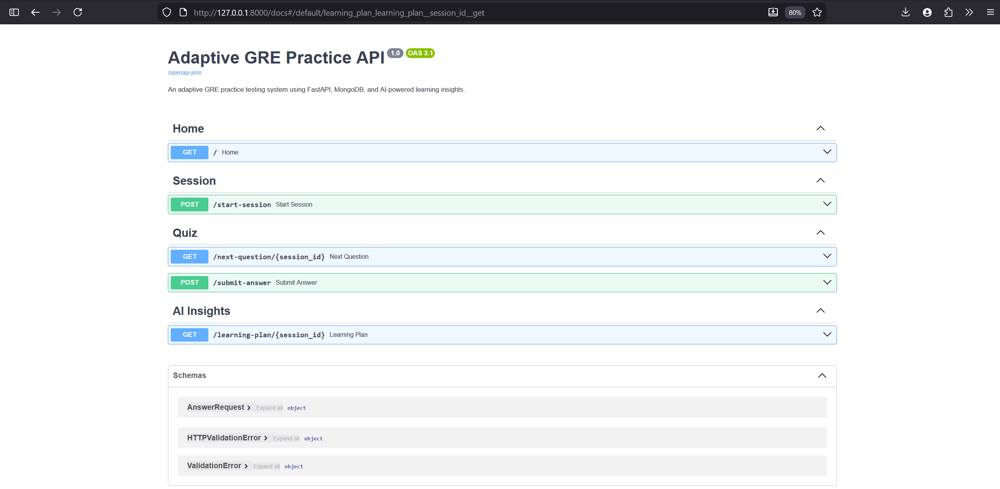 http://127.0.0.1:8000/docs#/default/learning_plan_learning_plan__session_id__get
80%
Adaptive GRE Practice API 1.0 OAS 3.1
/openapi.json
An adaptive GRE practice testing system using FastAPI, MongoDB, and AI-powered learning insights.
Home
GET / Home
Session
POST /start-session Start Session
Quiz
GET /next-question/{session_id} Next Question
POST /submit-answer Submit Answer
AI Insights
GET /learning-plan/{session_id} Learning Plan
Schemas
AnswerRequest Expand all object
HTTPValidationError Expand all object
ValidationError Expand all object